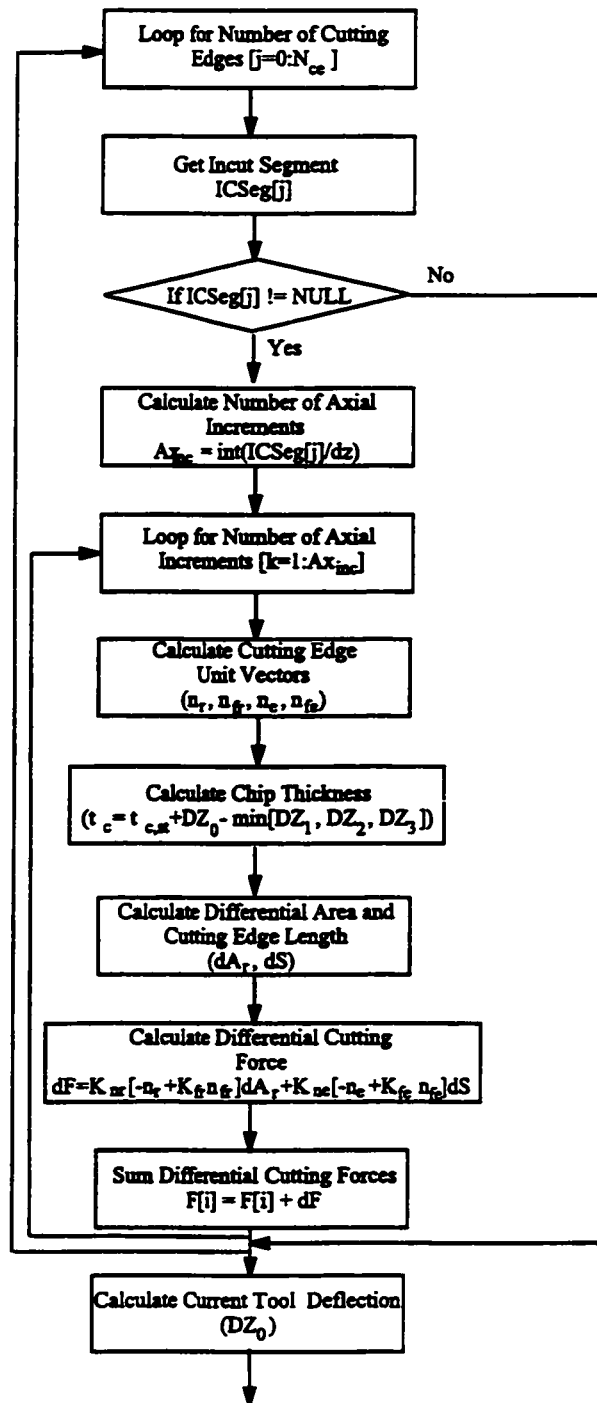 Loop for Number of Cutting
Edges [j=0:N_ce ]
Get Incut Segment
ICSeg[j]
If ICSeg[j] != NULL
No
Yes
Calculate Number of Axial
Increments
Ax_inc = int(ICSeg[j]/dz)
Loop for Number of Axial
Increments [k=1:Ax_inc]
Calculate Cutting Edge
Unit Vectors
(n_r, n_fr, n_e, n_fe)
Calculate Chip Thickness
(t_c = t_c,st+DZ_0- min[DZ_1, DZ_2, DZ_3])
Calculate Differential Area and
Cutting Edge Length
(dA_r, dS)
Calculate Differential Cutting
Force
dF=K_nr[-n_r+K_fr n_fr]dA_r+K_ne[-n_e+K_fe n_fe]dS
Sum Differential Cutting Forces
F[i] = F[i] + dF
Calculate Current Tool Deflection
(DZ_0)